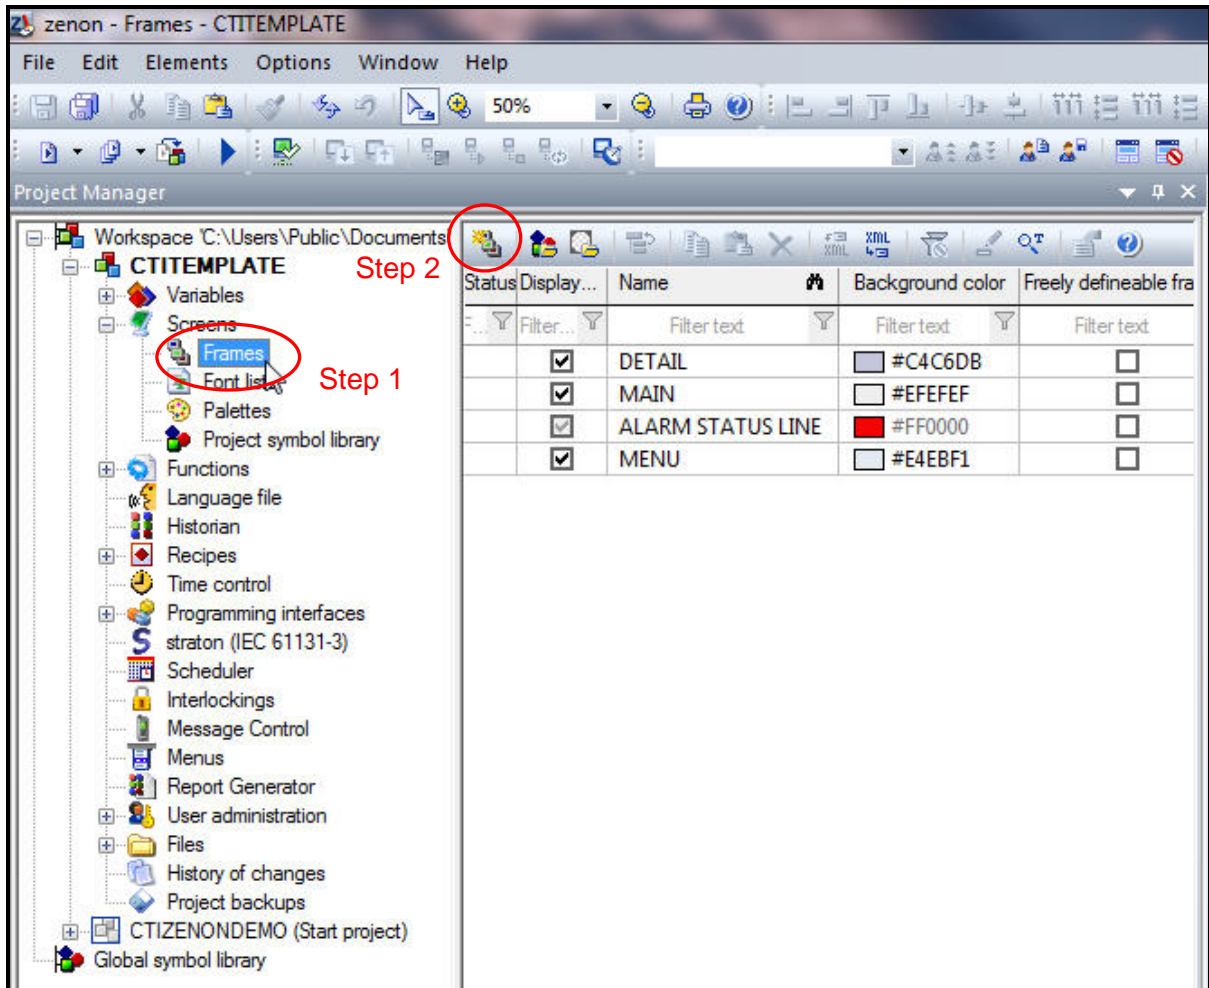 zenon - Frames - CTITEMPLATE
File Edit Elements Options Window Help
50%
Project Manager
Workspace 'C:\Users\Public\Documents
CTITEMPLATE
Step 2
Variables
Screens
Frames
Step 1
Font lists
Palettes
Project symbol library
Functions
Language file
Historian
Recipes
Time control
Programming interfaces
straton (IEC 61131-3)
Scheduler
Interlockings
Message Control
Menus
Report Generator
User administration
Files
History of changes
Project backups
CTIZENONDEMO (Start project)
Global symbol library
XML XML
Status Display... Name Background color Freely defineable fra
F... Filter... Filter text Filter text Filter text
DETAIL #C4C6DB
MAIN #EFEFEF
ALARM STATUS LINE #FF0000
MENU #E4EBF1